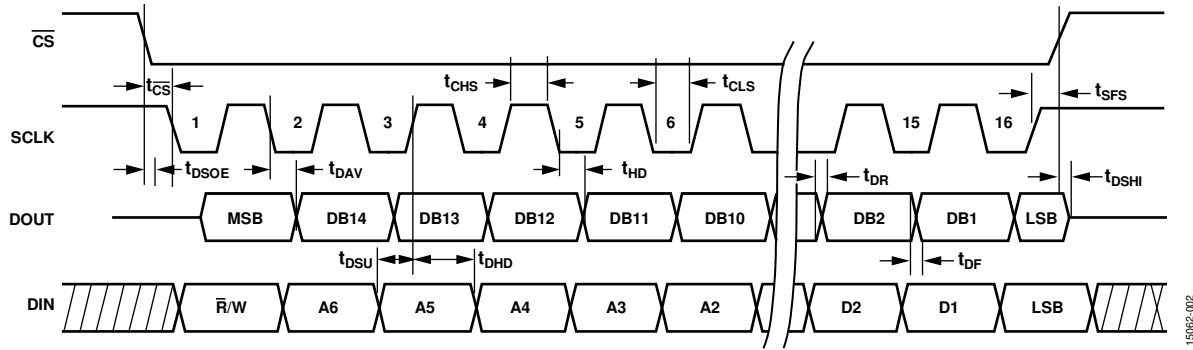 CS
tCS
tCHS
tCLS
tSFS
SCLK
1 2 3 4 5 6 15 16
tDSOE
tDAV
tHD
tDR
tDSHI
DOUT
MSB DB14 DB13 DB12 DB11 DB10 DB2 DB1 LSB
tDSU
tDHD
tDF
DIN
R/W A6 A5 A4 A3 A2 D2 D1 LSB
15062-002